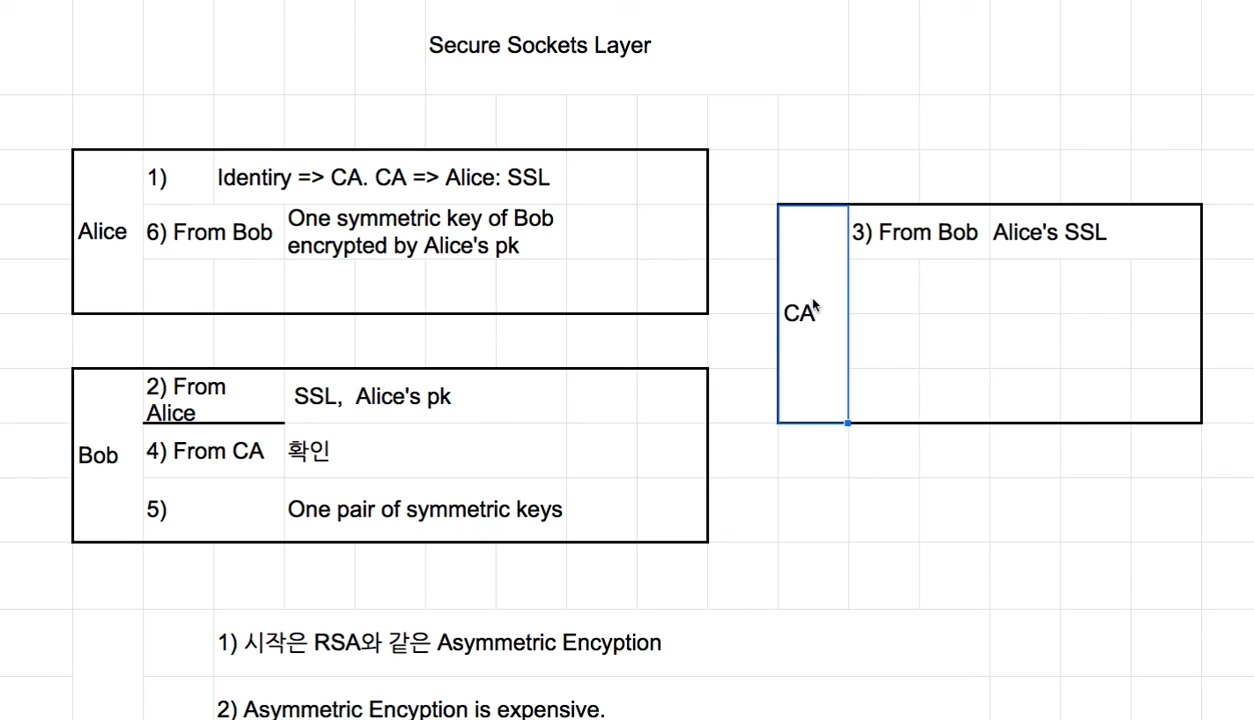 Secure Sockets Layer
Alice
1) Identiry => CA. CA => Alice: SSL
6) From Bob
One symmetric key of Bob
encrypted by Alice's pk
CA
3) From Bob Alice's SSL
Bob
2) From
Alice
SSL, Alice's pk
4) From CA 확인
5) One pair of symmetric keys
1) 시작은 RSA와 같은 Asymmetric Encyption
2) Asymmetric Encyption is expensive.